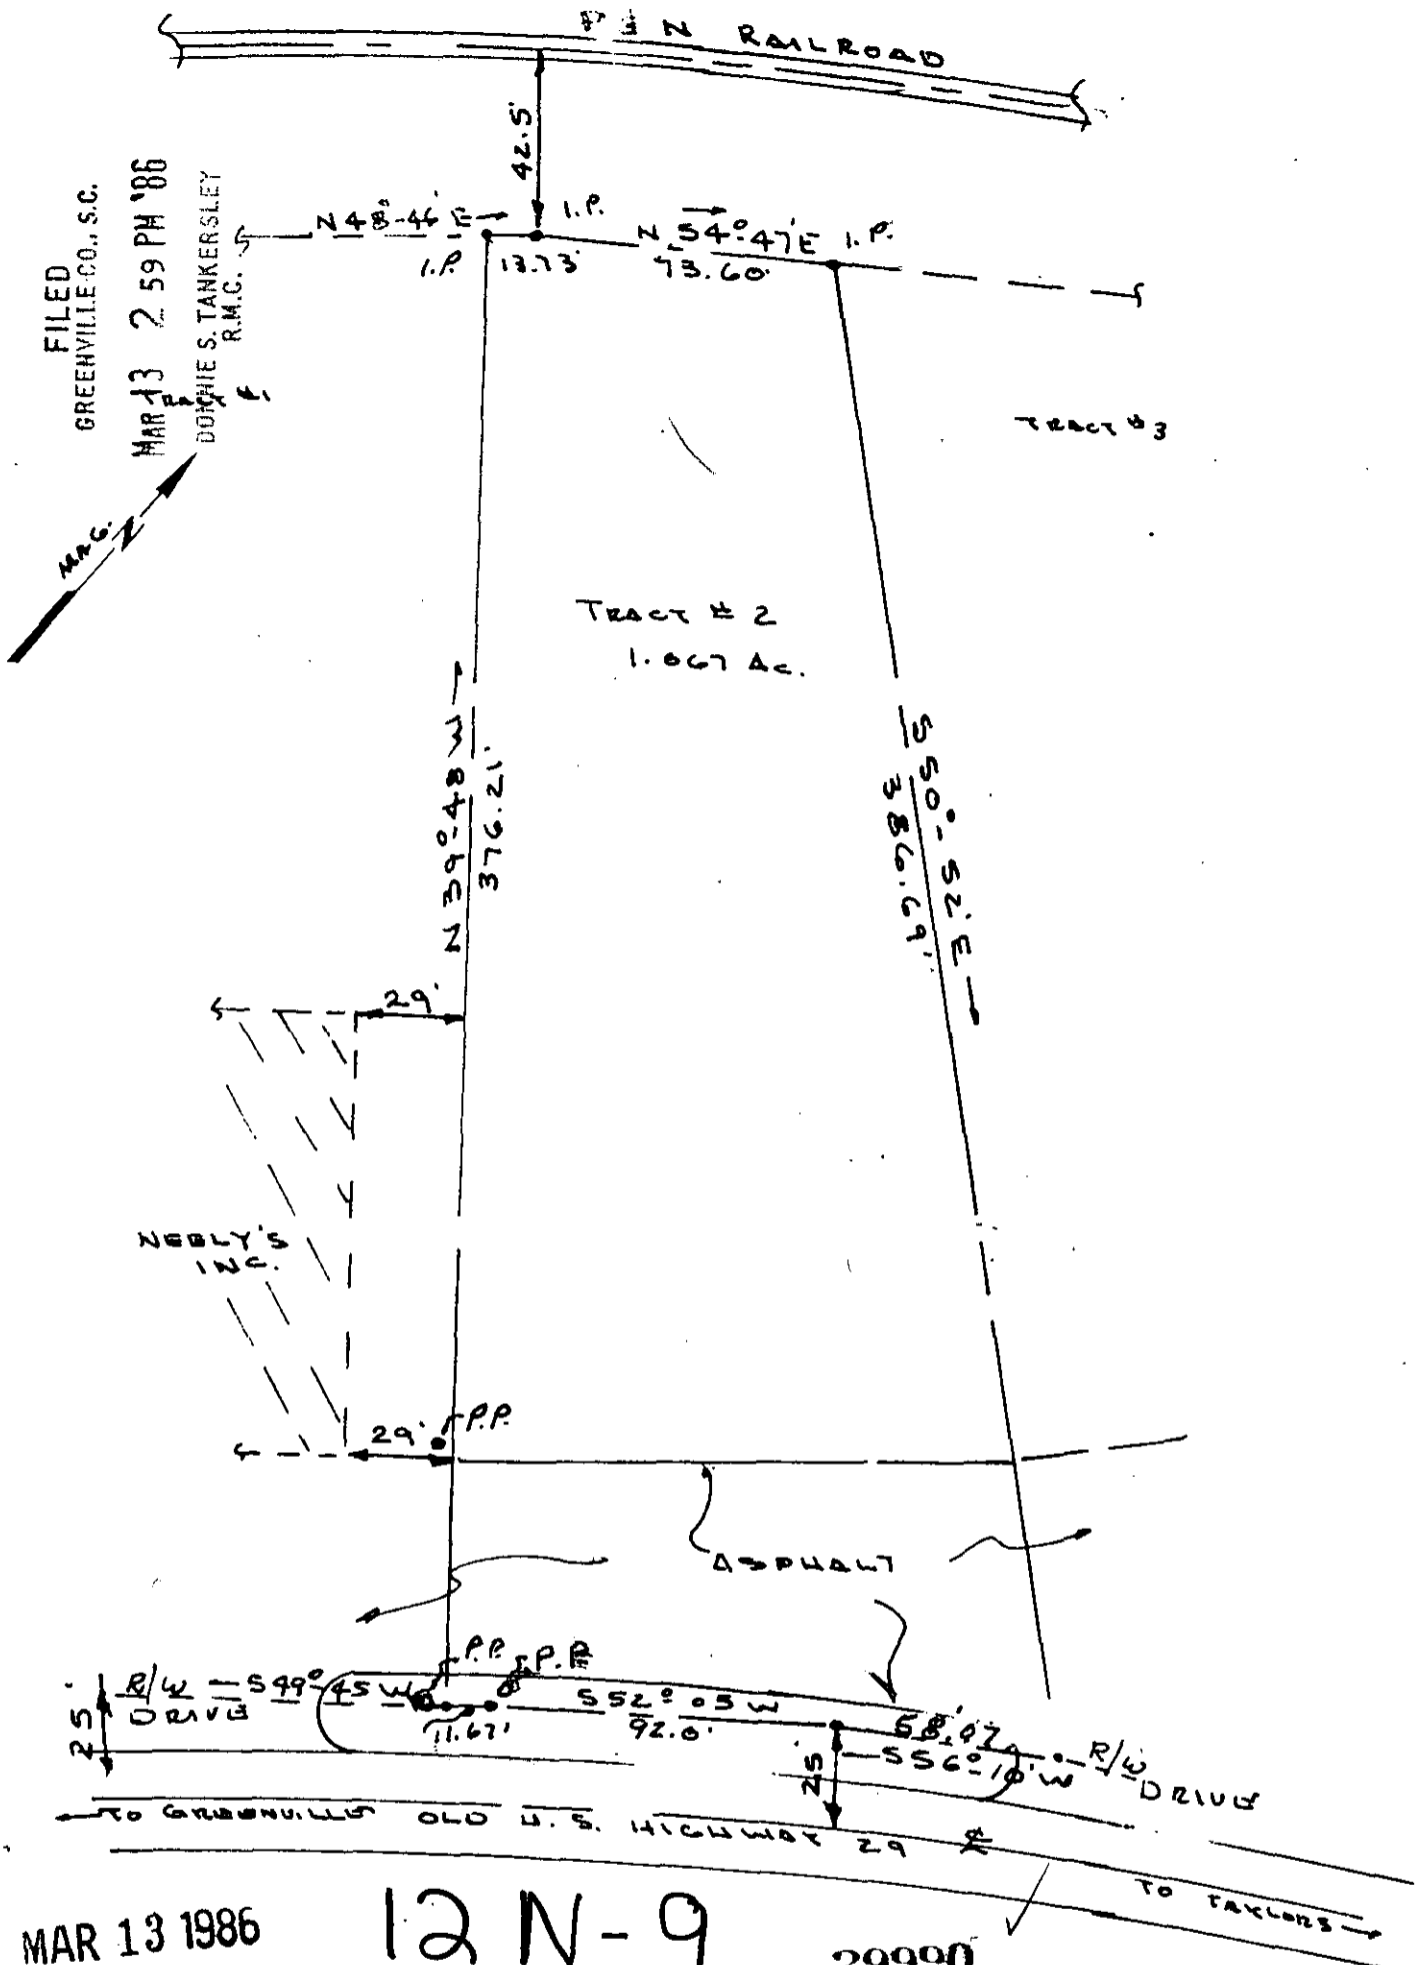 N RAILROAD
42.5'
FILED
GREENVILLE CO., S.C.
MAR 13 2 59 PM '86
DONNIE S. TANKERSLEY
R.M.C.
N 48°-46' E
I.P.
I.P.
13.73'
N 54°-47' E
73.60'
I.P.
TRACT #1
TRACT #3
MAG. N
TRACT # 2
1.067 Ac.
N 39°-48 W
376.21'
S 50°-52' E
386.69'
29'
NEELY'S
INC.
29'
P.P.
ASPHALT
P.P.
P.P.
25'
R/W
DRIVE
S 49°-45 W
11.67'
S 52°-05 W
92.0'
58.07
S 56°-10' W
R/W
DRIVE
25
TO GREENVILLE OLD U.S. HIGHWAY 29 ℄
TO TAYLORS
MAR 13 1986
12 N-9